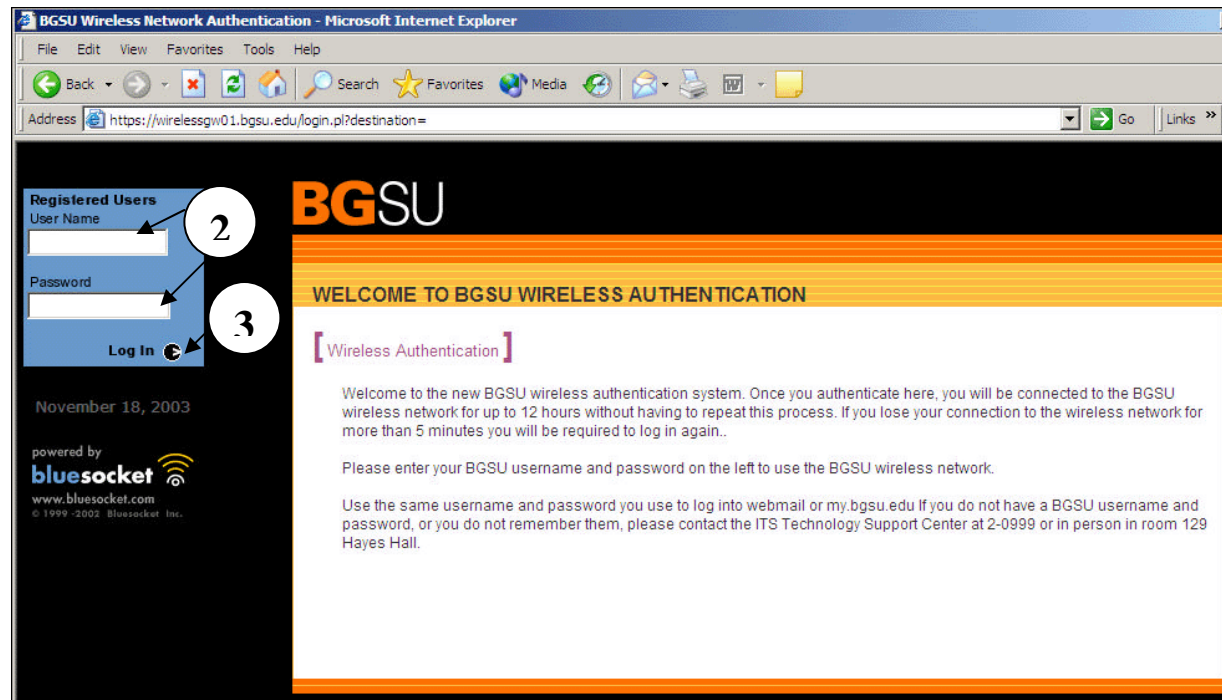 BGSU Wireless Network Authentication - Microsoft Internet Explorer
File Edit View Favorites Tools Help
Back Search Favorites Media
Address https://wirelessgw01.bgsu.edu/login.pl?destination= Go Links »
Registered Users
User Name
2
Password
3
Log In
November 18, 2003
powered by
bluesocket
www.bluesocket.com
© 1999 -2002 Bluesocket Inc.
BGSU
WELCOME TO BGSU WIRELESS AUTHENTICATION
[Wireless Authentication]
Welcome to the new BGSU wireless authentication system. Once you authenticate here, you will be connected to the BGSU
wireless network for up to 12 hours without having to repeat this process. If you lose your connection to the wireless network for
more than 5 minutes you will be required to log in again..
Please enter your BGSU username and password on the left to use the BGSU wireless network.
Use the same username and password you use to log into webmail or my.bgsu.edu If you do not have a BGSU username and
password, or you do not remember them, please contact the ITS Technology Support Center at 2-0999 or in person in room 129
Hayes Hall.